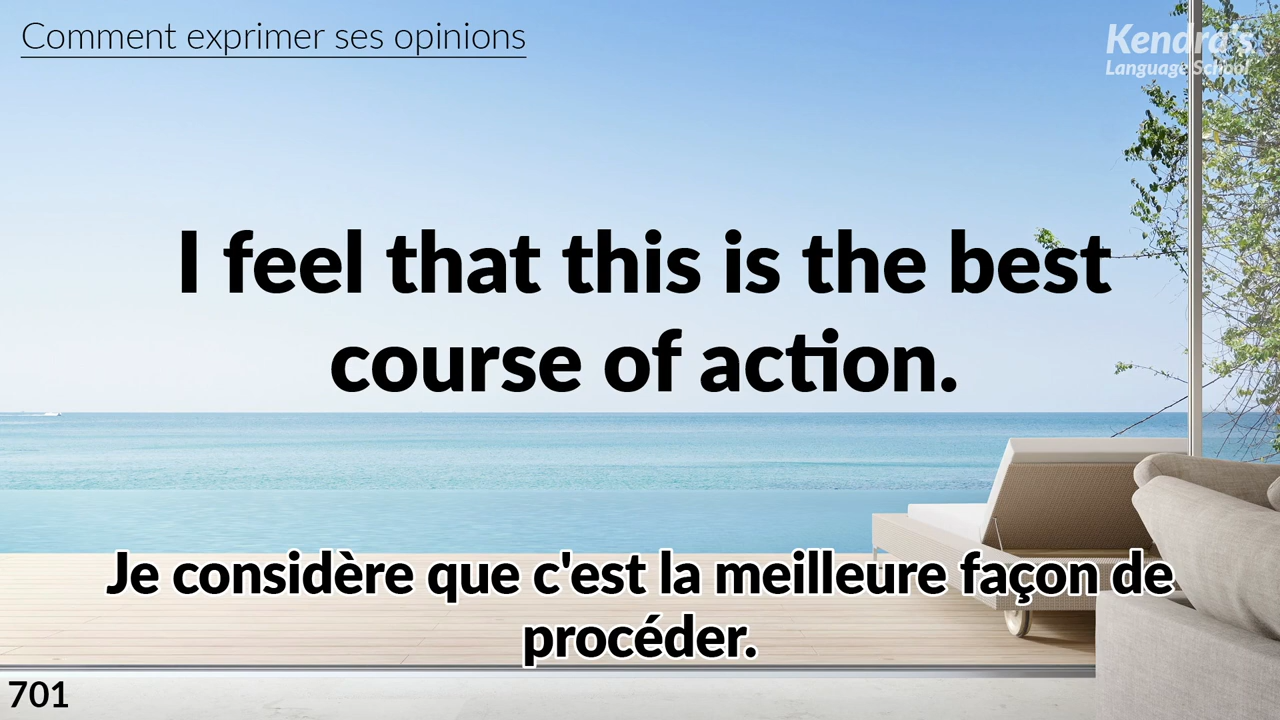 Comment exprimer ses opinions
Kendra's
Language School
I feel that this is the best
course of action.
Je considère que c'est la meilleure façon de
procéder.
701